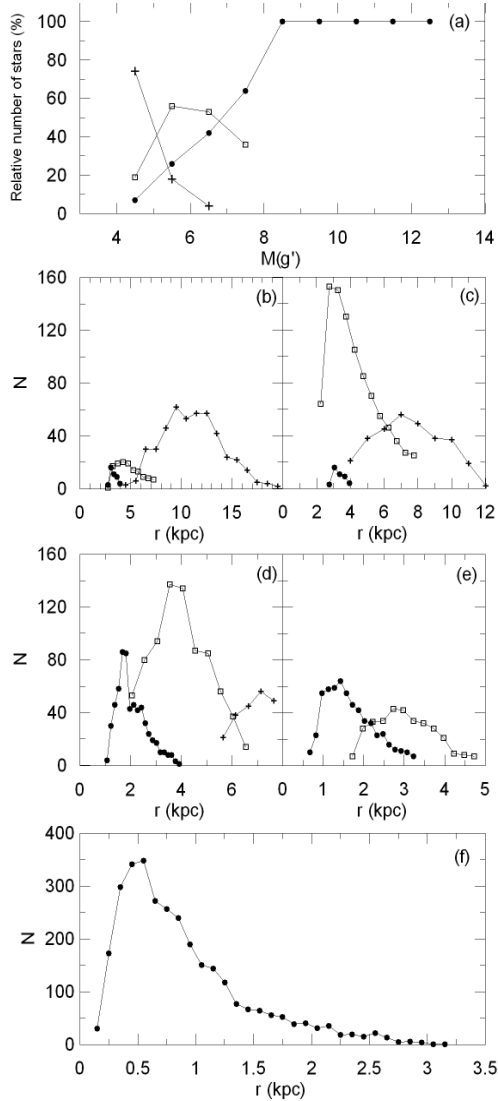 Relative number of stars (%)
100
80
60
40
20
0
(a)
4 6 8 10 12 14
M(g')
N
160
120
80
40
0
(b)
(c)
0 5 10 15 0 2 4 6 8 10 12
r (kpc) r (kpc)
N
160
120
80
40
0
(d)
(e)
0 2 4 6 0 1 2 3 4 5
r (kpc) r (kpc)
N
400
300
200
100
0
(f)
0 0.5 1 1.5 2 2.5 3 3.5
r (kpc)